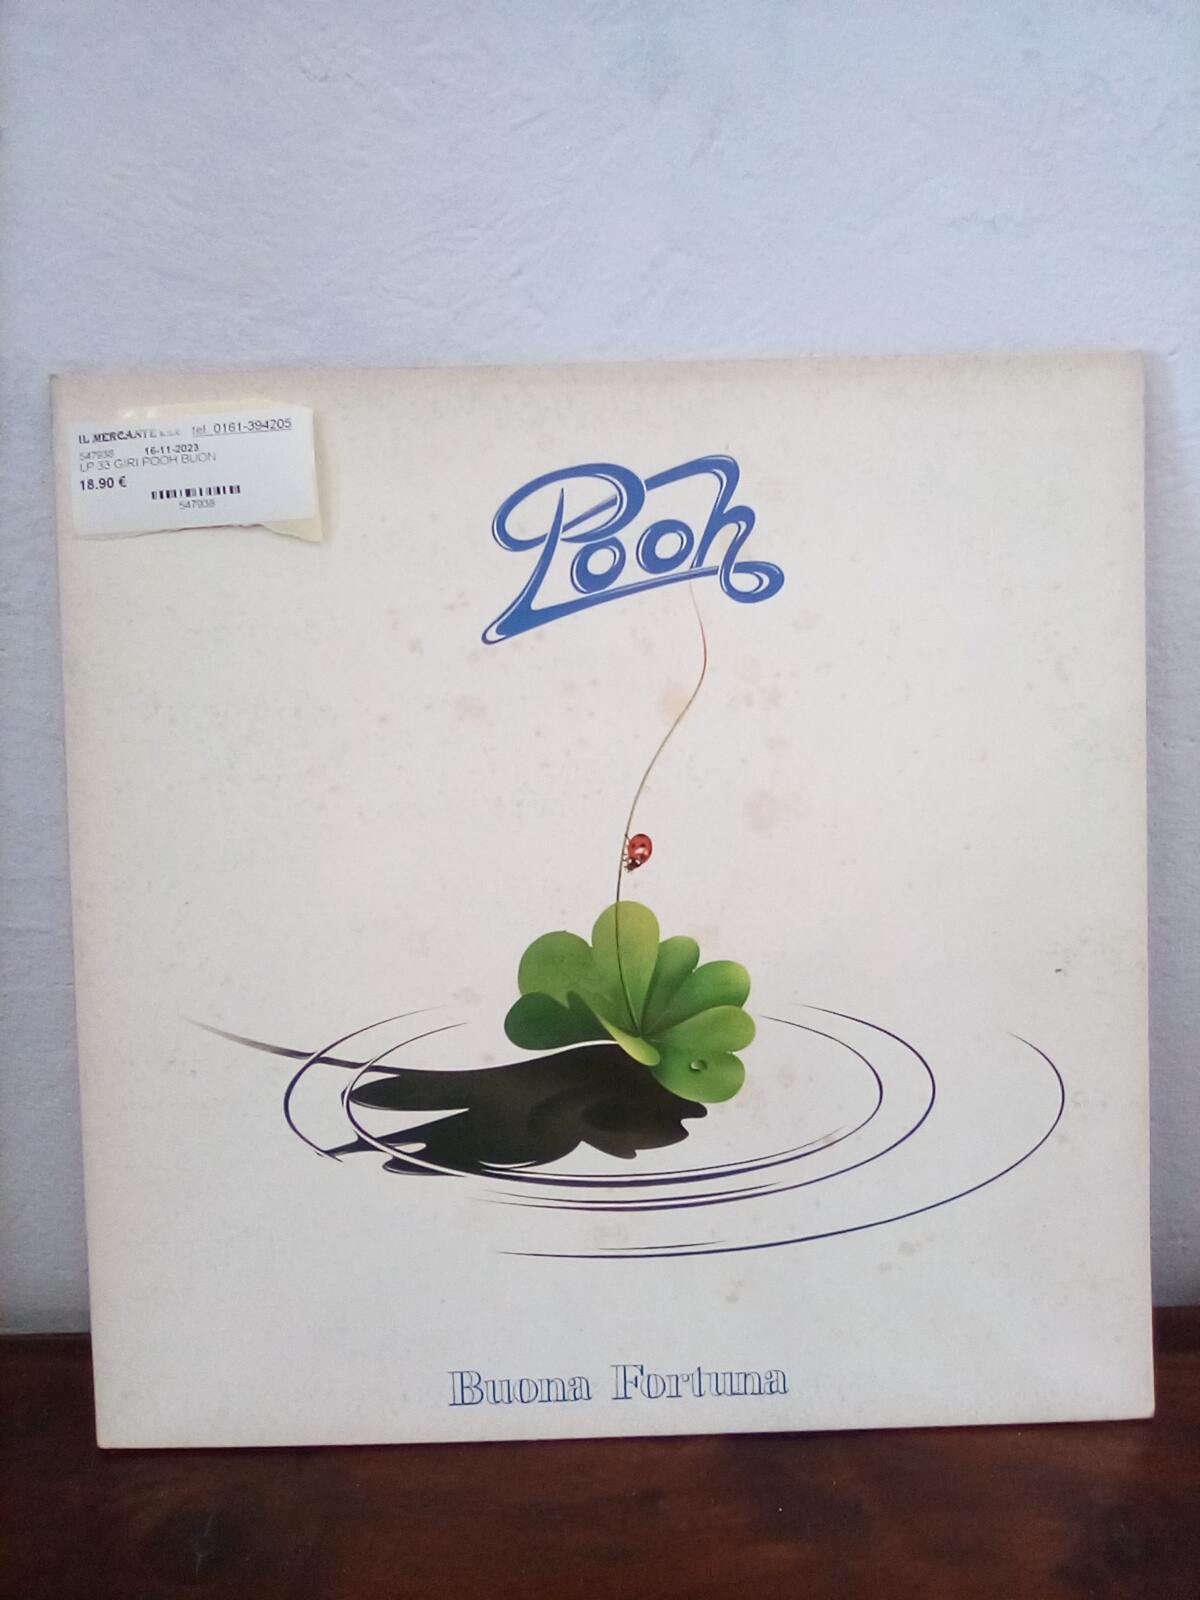 IL MERCANTE tel 0161-394205
547938 16-11-2023
LP 33 GIRI POOH BUON
18.90 €
547938
Pooh
Buona Fortuna